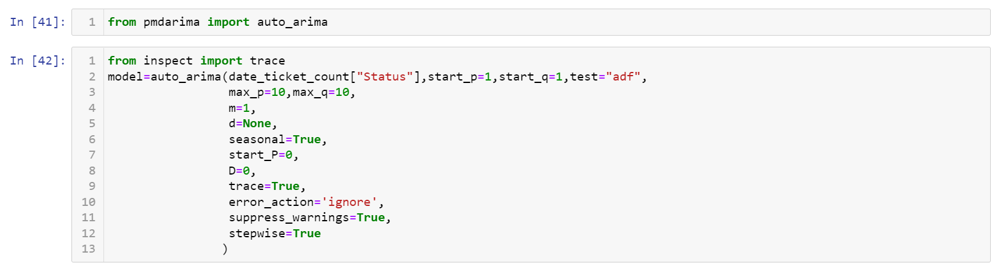 In [41]:
1 from pmdarima import auto_arima
In [42]:
1 from inspect import trace
2 model=auto_arima(date_ticket_count["Status"],start_p=1,start_q=1,test="adf",
3 max_p=10,max_q=10,
4 m=1,
5 d=None,
6 seasonal=True,
7 start_P=0,
8 D=0,
9 trace=True,
10 error_action='ignore',
11 suppress_warnings=True,
12 stepwise=True
13 )